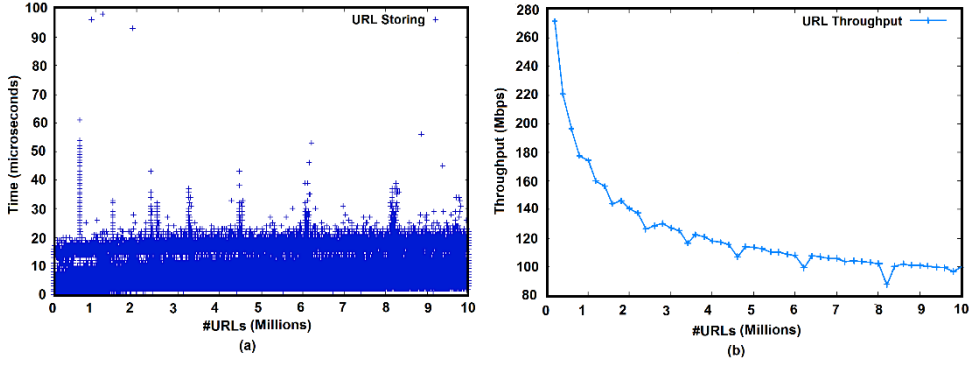 URL Storing
100
90
80
70
60
50
40
30
20
10
0
Time (microseconds)
0 1 2 3 4 5 6 7 8 9 10
#URLs (Millions)
(a)
URL Throughput
280
260
240
220
200
180
160
140
120
100
80
Throughput (Mbps)
0 1 2 3 4 5 6 7 8 9 10
#URLs (Millions)
(b)